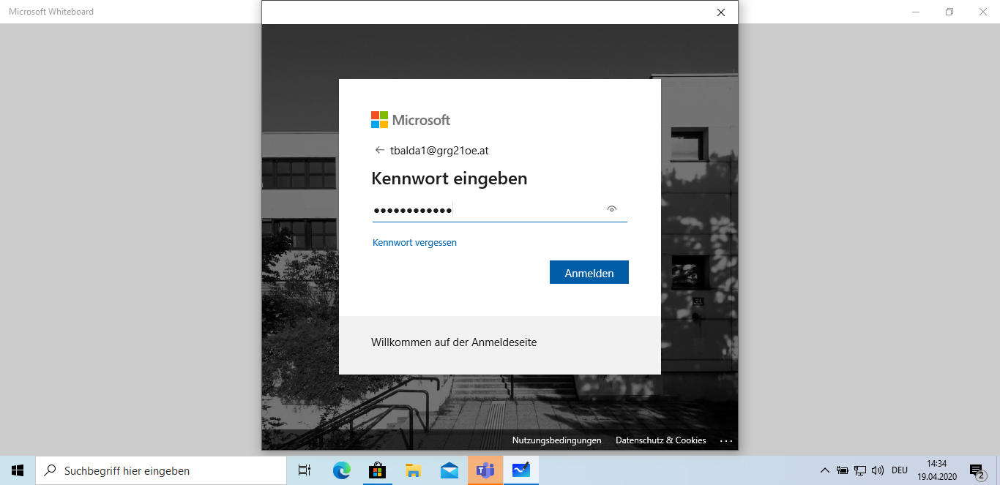 Microsoft Whiteboard
Microsoft
tbalda1@grg21oe.at
Kennwort eingeben
••••••••••••
Kennwort vergessen
Anmelden
Willkommen auf der Anmeldeseite
Nutzungsbedingungen Datenschutz & Cookies ...
Suchbegriff hier eingeben
DEU
14:34
19.04.2020
2